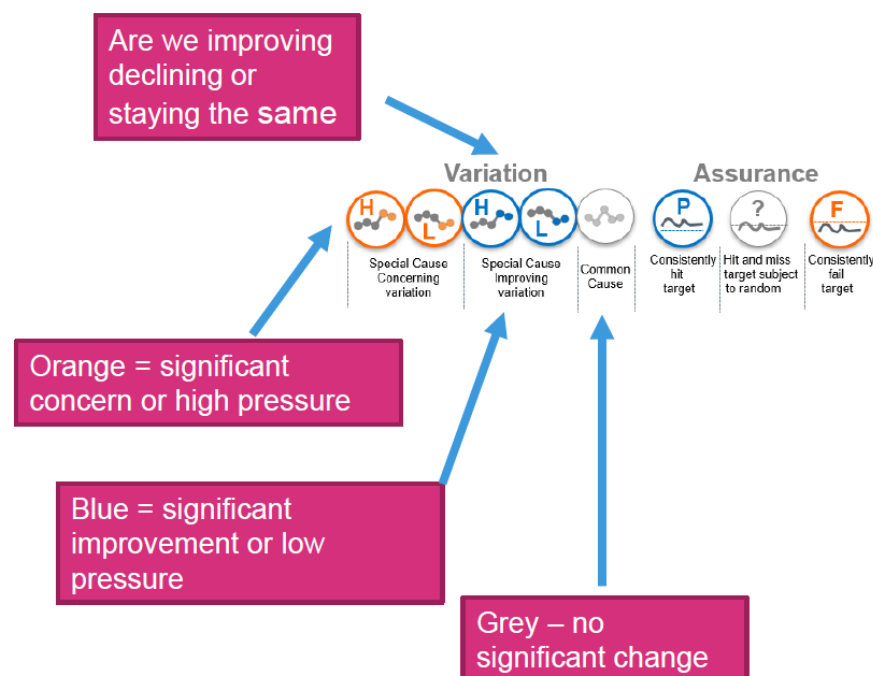 Are we improving
declining or
staying the same
Variation
Assurance
H
L
H
L
P
?
F
Special Cause
Concerning
variation
Special Cause
Improving
variation
Common
Cause
Consistently
hit
target
Hit and miss
target subject
to random
Consistently
fail
target
Orange = significant
concern or high pressure
Blue = significant
improvement or low
pressure
Grey – no
significant change